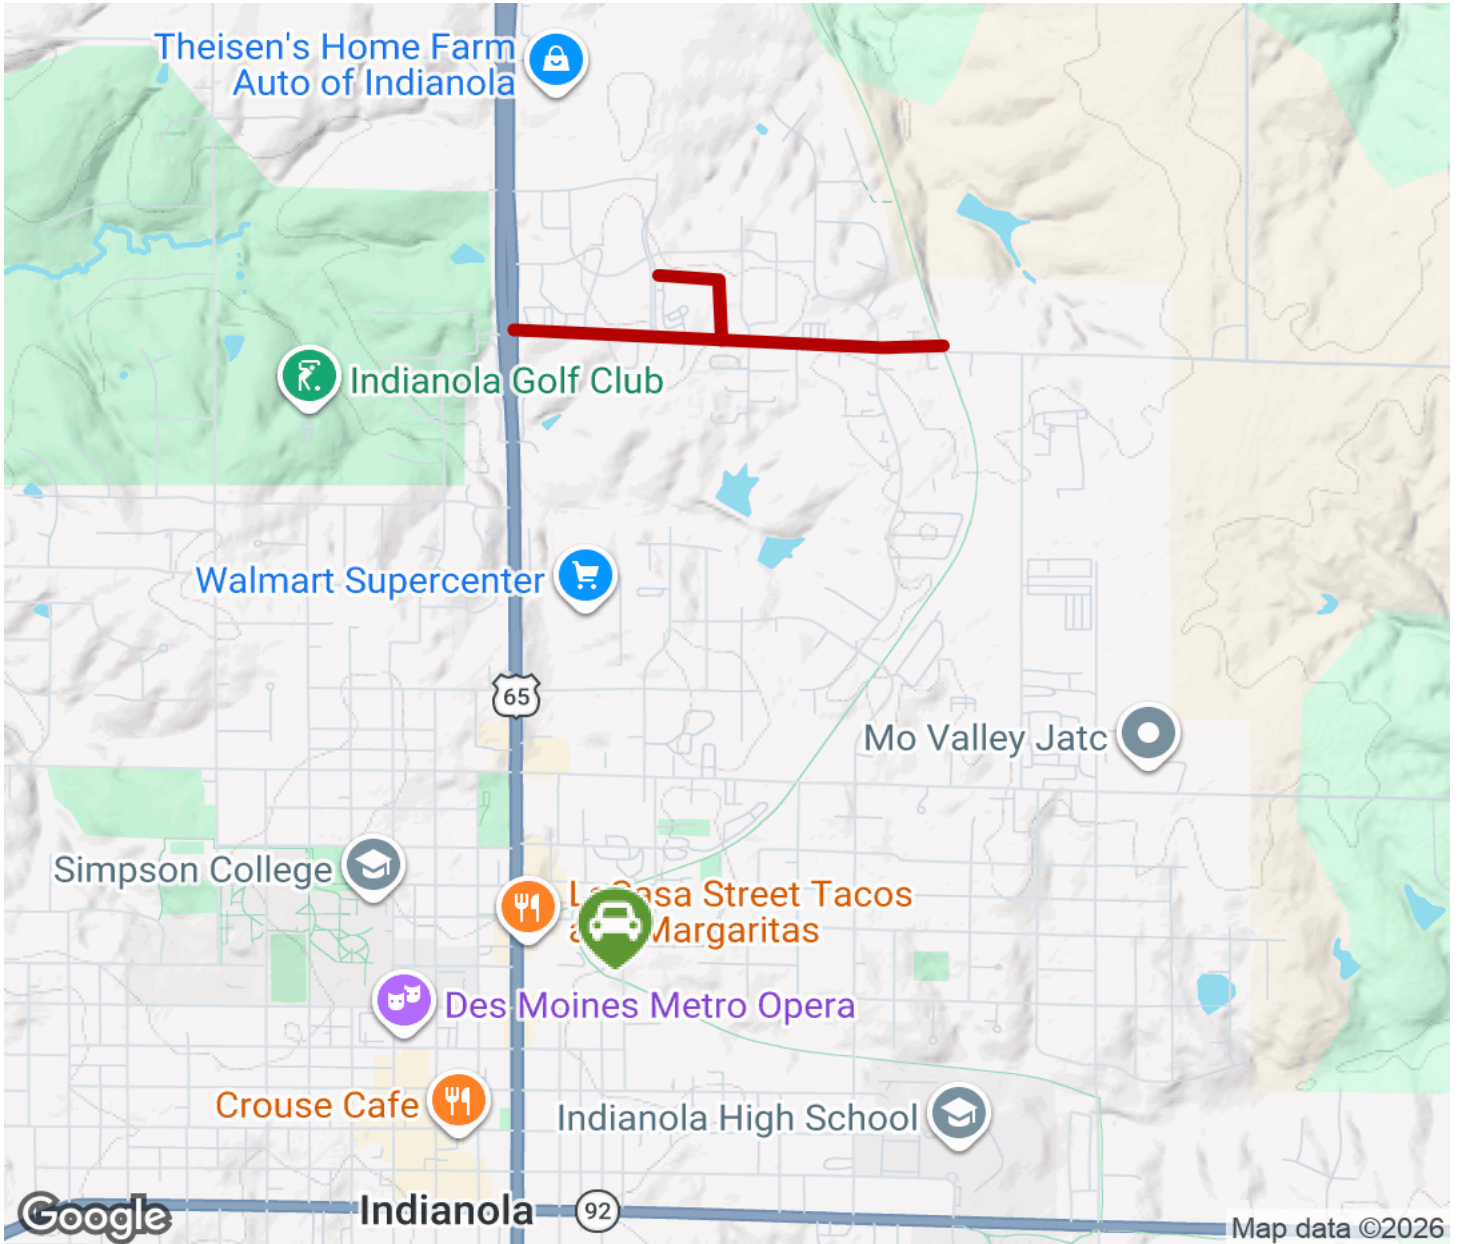 Theisen's Home Farm
Auto of Indianola
Indianola Golf Club
Walmart Supercenter
65
Mo Valley Jatc
Simpson College
Casa Street Tacos
Margaritas
Des Moines Metro Opera
Crouse Cafe
Indianola High School
Indianola
92
Google
Map data ©2026